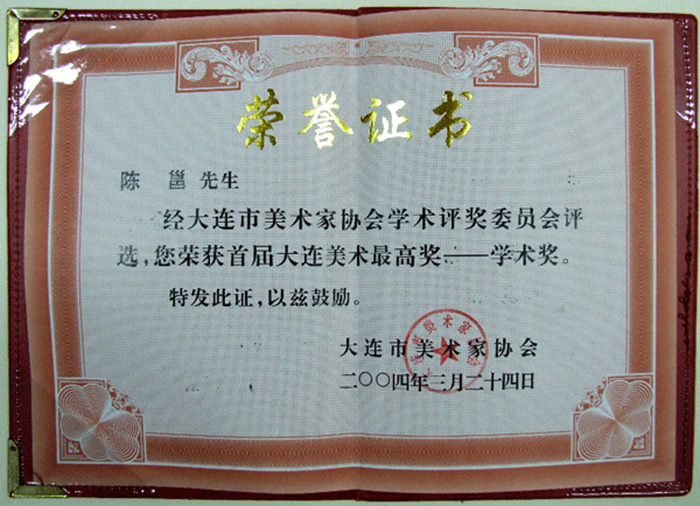 荣誉证书
陈 邕 先生
经大连市美术家协会学术评奖委员会评
选,您荣获首届大连美术最高奖——学术奖。
特发此证,以兹鼓励。
大连市美术家协会
二〇〇四年三月二十四日